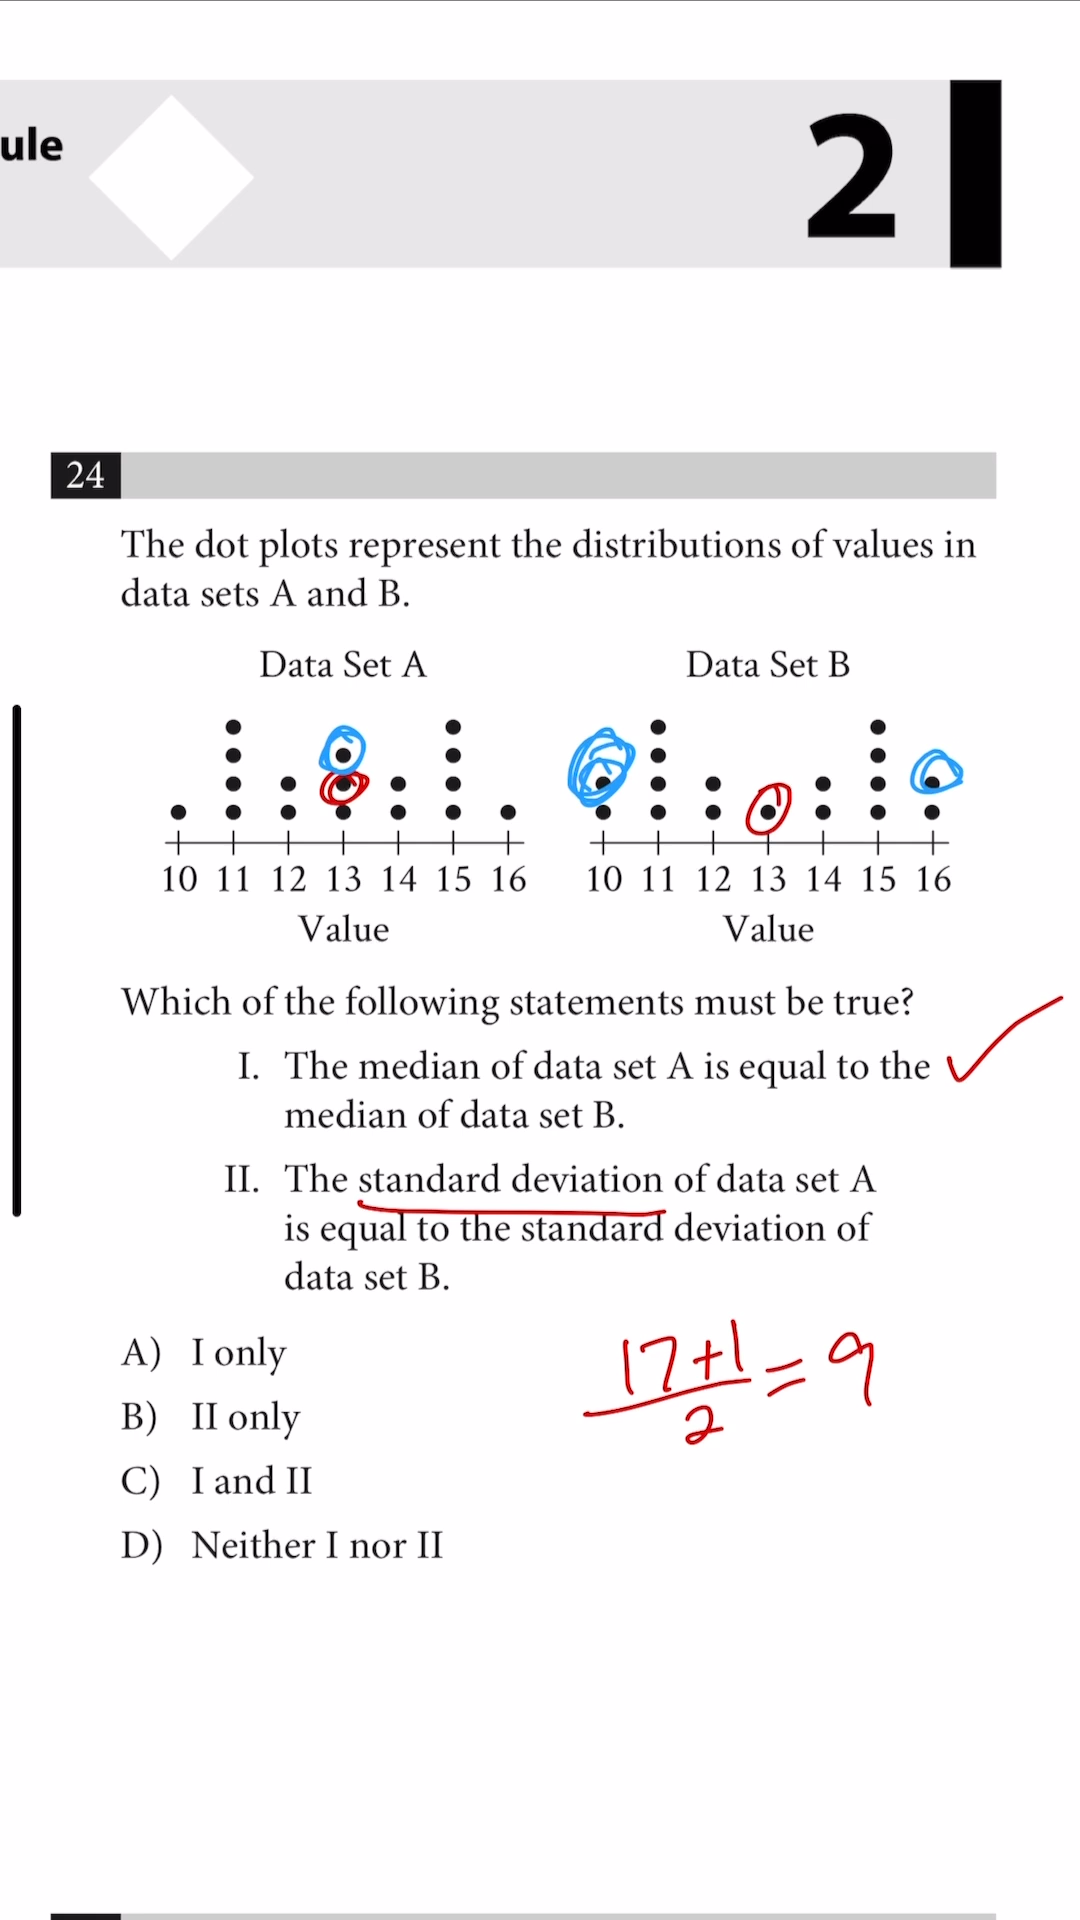 ule
2
24
The dot plots represent the distributions of values in
data sets A and B.
Data Set A
Data Set B
10 11 12 13 14 15 16
10 11 12 13 14 15 16
Value
Value
Which of the following statements must be true?
I. The median of data set A is equal to the
median of data set B.
II. The standard deviation of data set A
is equal to the standard deviation of
data set B.
A) I only
B) II only
C) I and II
D) Neither I nor II
17+1
2
= 9